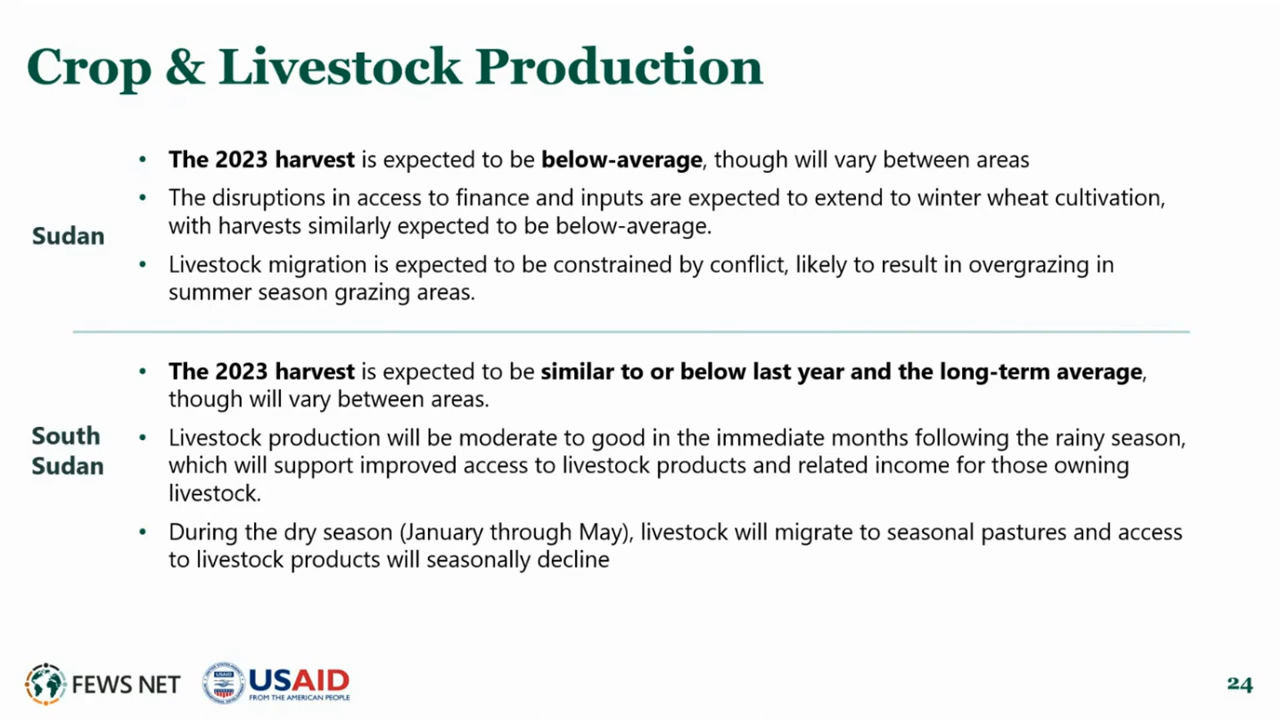 Crop & Livestock Production
Sudan
• The 2023 harvest is expected to be below-average, though will vary between areas
• The disruptions in access to finance and inputs are expected to extend to winter wheat cultivation,
with harvests similarly expected to be below-average.
• Livestock migration is expected to be constrained by conflict, likely to result in overgrazing in
summer season grazing areas.
South
Sudan
• The 2023 harvest is expected to be similar to or below last year and the long-term average,
though will vary between areas.
• Livestock production will be moderate to good in the immediate months following the rainy season,
which will support improved access to livestock products and related income for those owning
livestock.
• During the dry season (January through May), livestock will migrate to seasonal pastures and access
to livestock products will seasonally decline
FEWS NET
USAID
FROM THE AMERICAN PEOPLE
24